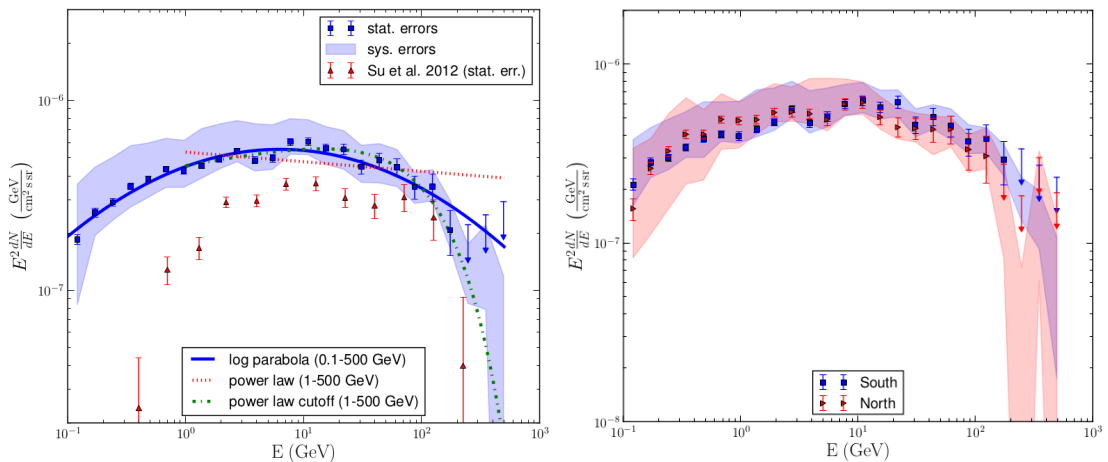 stat. errors
sys. errors
Su et al. 2012 (stat. err.)
10^-6
10^-7
E^2 dN/dE (GeV/cm^2 s sr)
log parabola (0.1-500 GeV)
power law (1-500 GeV)
power law cutoff (1-500 GeV)
10^-1 10^0 10^1 10^2 10^3
E (GeV)
10^-6
10^-7
10^-8
E^2 dN/dE (GeV/cm^2 s sr)
South
North
10^-1 10^0 10^1 10^2 10^3
E (GeV)